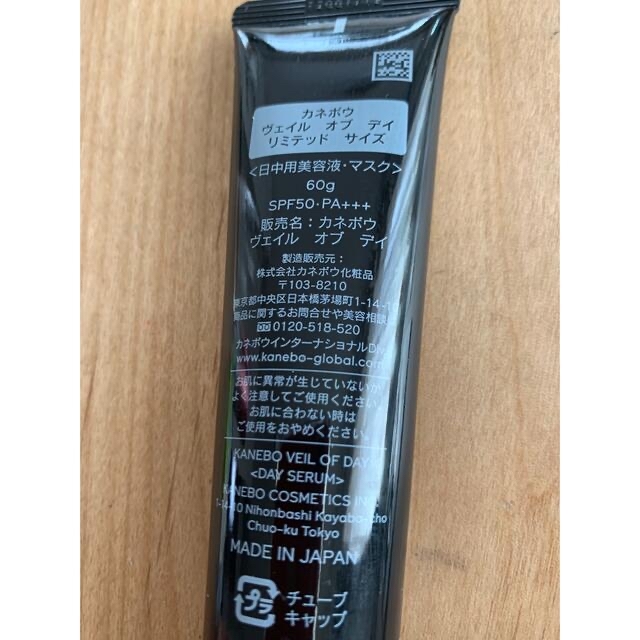 カネボウ
ヴェイル オブ デイ
リミテッド サイズ
<日中用美容液・マスク>
60g
SPF50・PA+++
販売名：カネボウ
ヴェイル オブ デイ
製造販売元：
株式会社カネボウ化粧品
〒103-8210
東京都中央区日本橋茅場町1-14-10
商品に関するお問合せや美容相談
0120-518-520
カネボウインターナショナルDiv.
www.kanebo-global.com
お肌に異常が生じていないか
よく注意してご使用ください。
お肌に合わない時は
ご使用をおやめください。
KANEBO VEIL OF DAY
<DAY SERUM>
KANEBO COSMETICS INC.
1-14-10 Nihonbashi Kayaba-cho
Chuo-ku Tokyo
MADE IN JAPAN
プラ
チューブ
キャップ